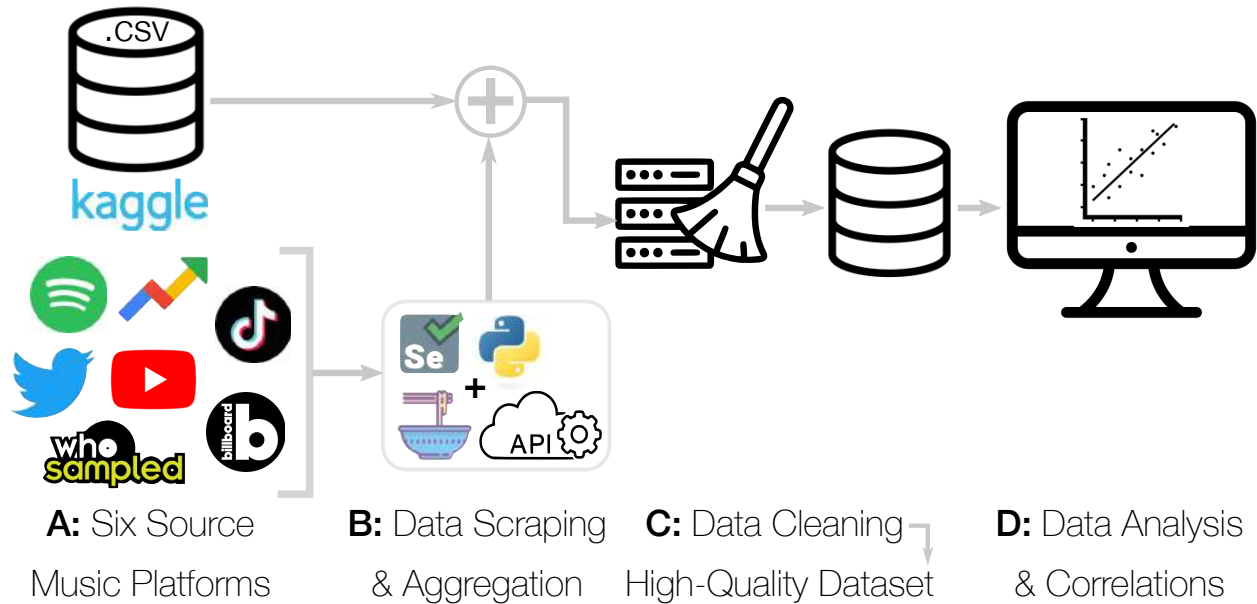 .CSV
kaggle
who
sampled
billboard
b
Se
+
API
A: Six Source
Music Platforms
B: Data Scraping
& Aggregation
C: Data Cleaning
High-Quality Dataset
D: Data Analysis
& Correlations